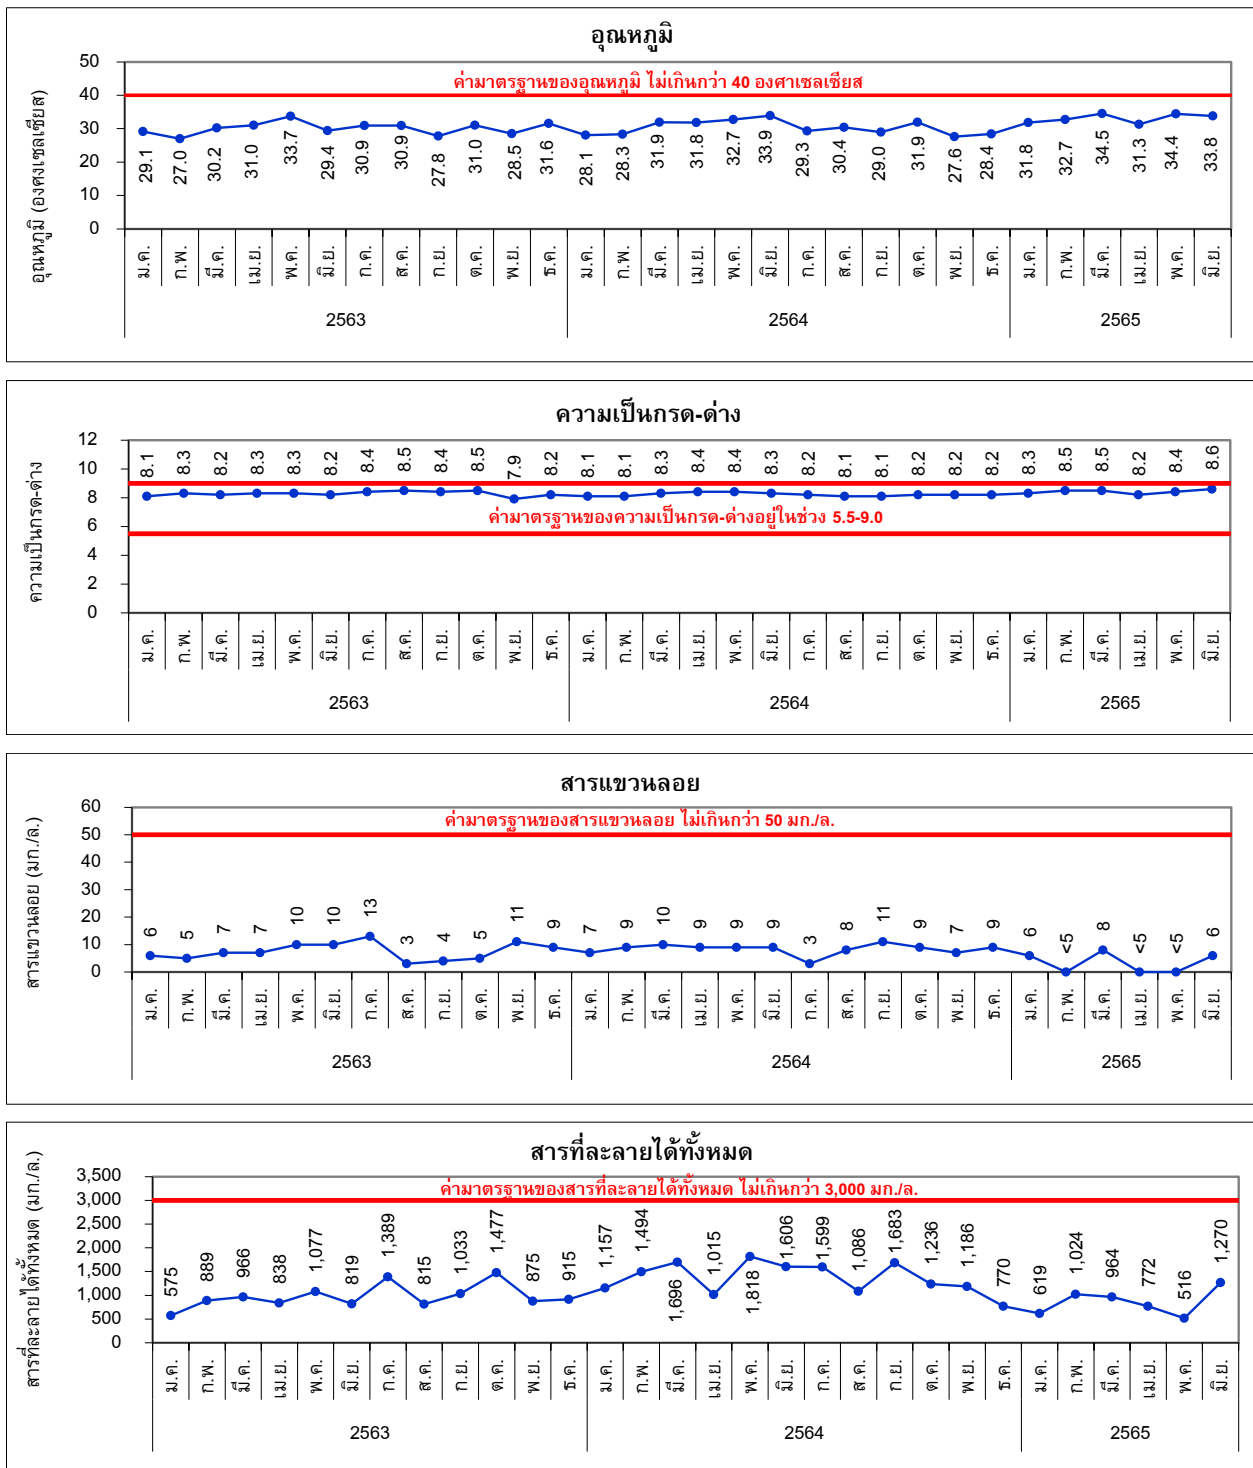 อุณหภูมิ
อุณหภูมิ (องศงเซลเซียส)
50
40
30
20
10
0
ค่ามาตรฐานของอุณหภูมิ ไม่เกินกว่า 40 องศาเซลเซียส
29.1 27.0 30.2 31.0 33.7 29.4 30.9 30.9 27.8 31.0 28.5 31.6 28.1 28.3 31.9 31.8 32.7 33.9 29.3 30.4 29.0 31.9 27.6 28.4 31.8 32.7 34.5 31.3 34.4 33.8
ม.ค. ก.พ. มี.ค. เม.ย. พ.ค. มิ.ย. ก.ค. ส.ค. ก.ย. ต.ค. พ.ย. ธ.ค. ม.ค. ก.พ. มี.ค. เม.ย. พ.ค. มิ.ย. ก.ค. ส.ค. ก.ย. ต.ค. พ.ย. ธ.ค. ม.ค. ก.พ. มี.ค. เม.ย. พ.ค. มิ.ย
2563 2564 2565
ความเป็นกรด-ด่าง
ความเป็นกรด-ด่าง
12
10
8
6
4
2
0
8.1 8.3 8.2 8.3 8.3 8.2 8.4 8.5 8.4 8.5 7.9 8.2 8.1 8.1 8.3 8.4 8.4 8.3 8.2 8.1 8.1 8.2 8.2 8.2 8.3 8.5 8.5 8.2 8.4 8.6
ค่ามาตรฐานของความเป็นกรด-ด่างอยู่ในช่วง 5.5-9.0
ม.ค. ก.พ. มี.ค. เม.ย. พ.ค. มิ.ย. ก.ค. ส.ค. ก.ย. ต.ค. พ.ย. ธ.ค. ม.ค. ก.พ. มี.ค. เม.ย. พ.ค. มิ.ย. ก.ค. ส.ค. ก.ย. ต.ค. พ.ย. ธ.ค. ม.ค. ก.พ. มี.ค. เม.ย. พ.ค. มิ.ย.
2563 2564 2565
สารแขวนลอย
สารแขวนลอย (มก./ล.)
60
50
40
30
20
10
0
ค่ามาตรฐานของสารแขวนลอย ไม่เกินกว่า 50 มก./ล.
6 5 7 7 10 10 13 3 4 5 11 9 7 9 10 9 9 9 3 8 11 9 7 9 6 <5 8 <5 <5 6
ม.ค. ก.พ. มี.ค. เม.ย. พ.ค. มิ.ย. ก.ค. ส.ค. ก.ย. ต.ค. พ.ย. ธ.ค. ม.ค. ก.พ. มี.ค. เม.ย. พ.ค. มิ.ย. ก.ค. ส.ค. ก.ย. ต.ค. พ.ย. ธ.ค. ม.ค. ก.พ. มี.ค. เม.ย. พ.ค. มิ.ย.
2563 2564 2565
สารที่ละลายได้ทั้งหมด
สารที่ละลายได้ทั้งหมด (มก./ล.)
3,500
3,000
2,500
2,000
1,500
1,000
500
0
ค่ามาตรฐานของสารที่ละลายได้ทั้งหมด ไม่เกินกว่า 3,000 มก./ล.
575 889 966 838 1,077 819 1,389 815 1,033 1,477 875 915 1,157 1,494 1,696 1,015 1,818 1,606 1,599 1,086 1,683 1,236 1,186 770 619 1,024 964 772 516 1,270
ม.ค. ก.พ. มี.ค. เม.ย. พ.ค. มิ.ย. ก.ค. ส.ค. ก.ย. ต.ค. พ.ย. ธ.ค. ม.ค. ก.พ. มี.ค. เม.ย. พ.ค. มิ.ย. ก.ค. ส.ค. ก.ย. ต.ค. พ.ย. ธ.ค. ม.ค. ก.พ. มี.ค. เม.ย. พ.ค. มิ.ย.
2563 2564 2565